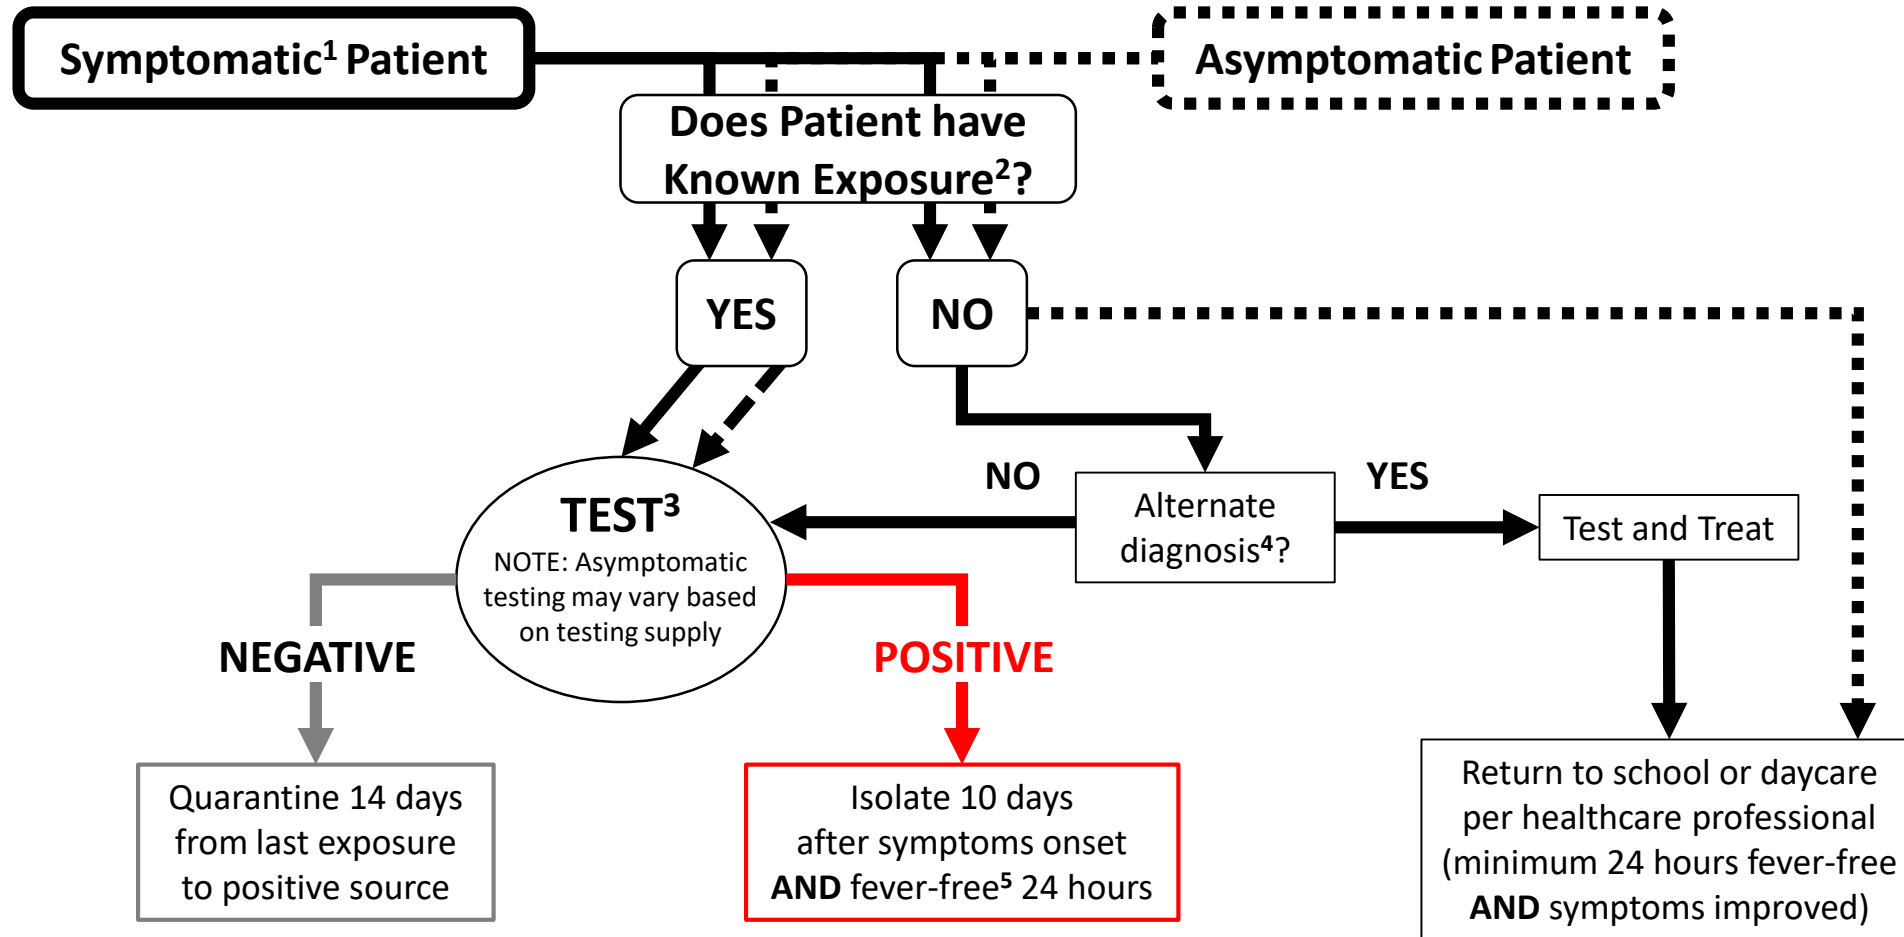 Symptomatic¹ Patient
Asymptomatic Patient
Does Patient have
Known Exposure²?
YES
NO
NO
YES
TEST³
NOTE: Asymptomatic
testing may vary based
on testing supply
Alternate
diagnosis⁴?
Test and Treat
NEGATIVE
POSITIVE
Quarantine 14 days
from last exposure
to positive source
Isolate 10 days
after symptoms onset
AND fever-free⁵ 24 hours
Return to school or daycare
per healthcare professional
(minimum 24 hours fever-free
AND symptoms improved)